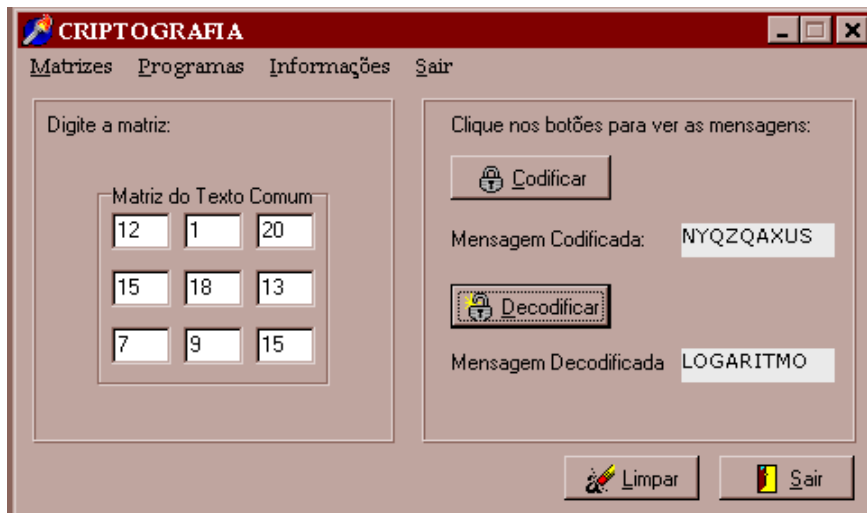 CRIPTOGRAFIA
Matrizes Programas Informações Sair
Digite a matriz:
Matriz do Texto Comum
12 1 20
15 18 13
7 9 15
Clique nos botões para ver as mensagens:
Codificar
Mensagem Codificada: NYQZQAXUS
Decodificar
Mensagem Decodificada LOGARITMO
Limpar Sair